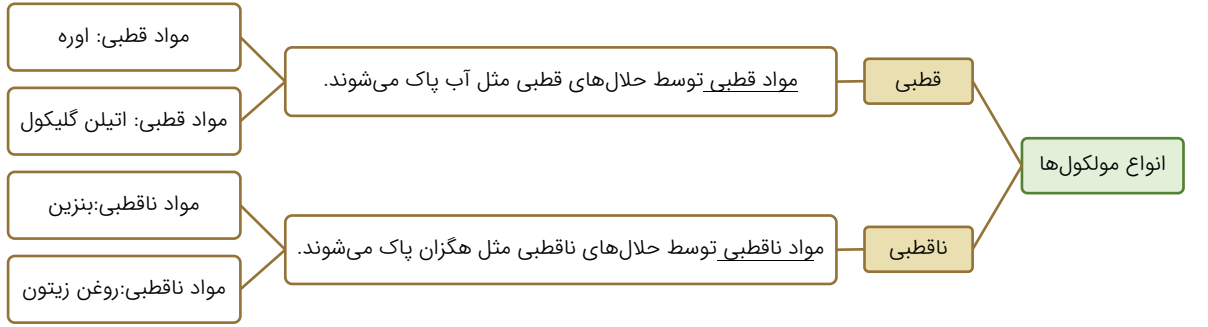 انواع مولکول‌ها
قطبی
مواد قطبی توسط حلال‌های قطبی مثل آب پاک می‌شوند.
مواد قطبی: اوره
مواد قطبی: اتیلن گلیکول
ناقطبی
مواد ناقطبی توسط حلال‌های ناقطبی مثل هگزان پاک می‌شوند.
مواد ناقطبی:بنزین
مواد ناقطبی:روغن زیتون